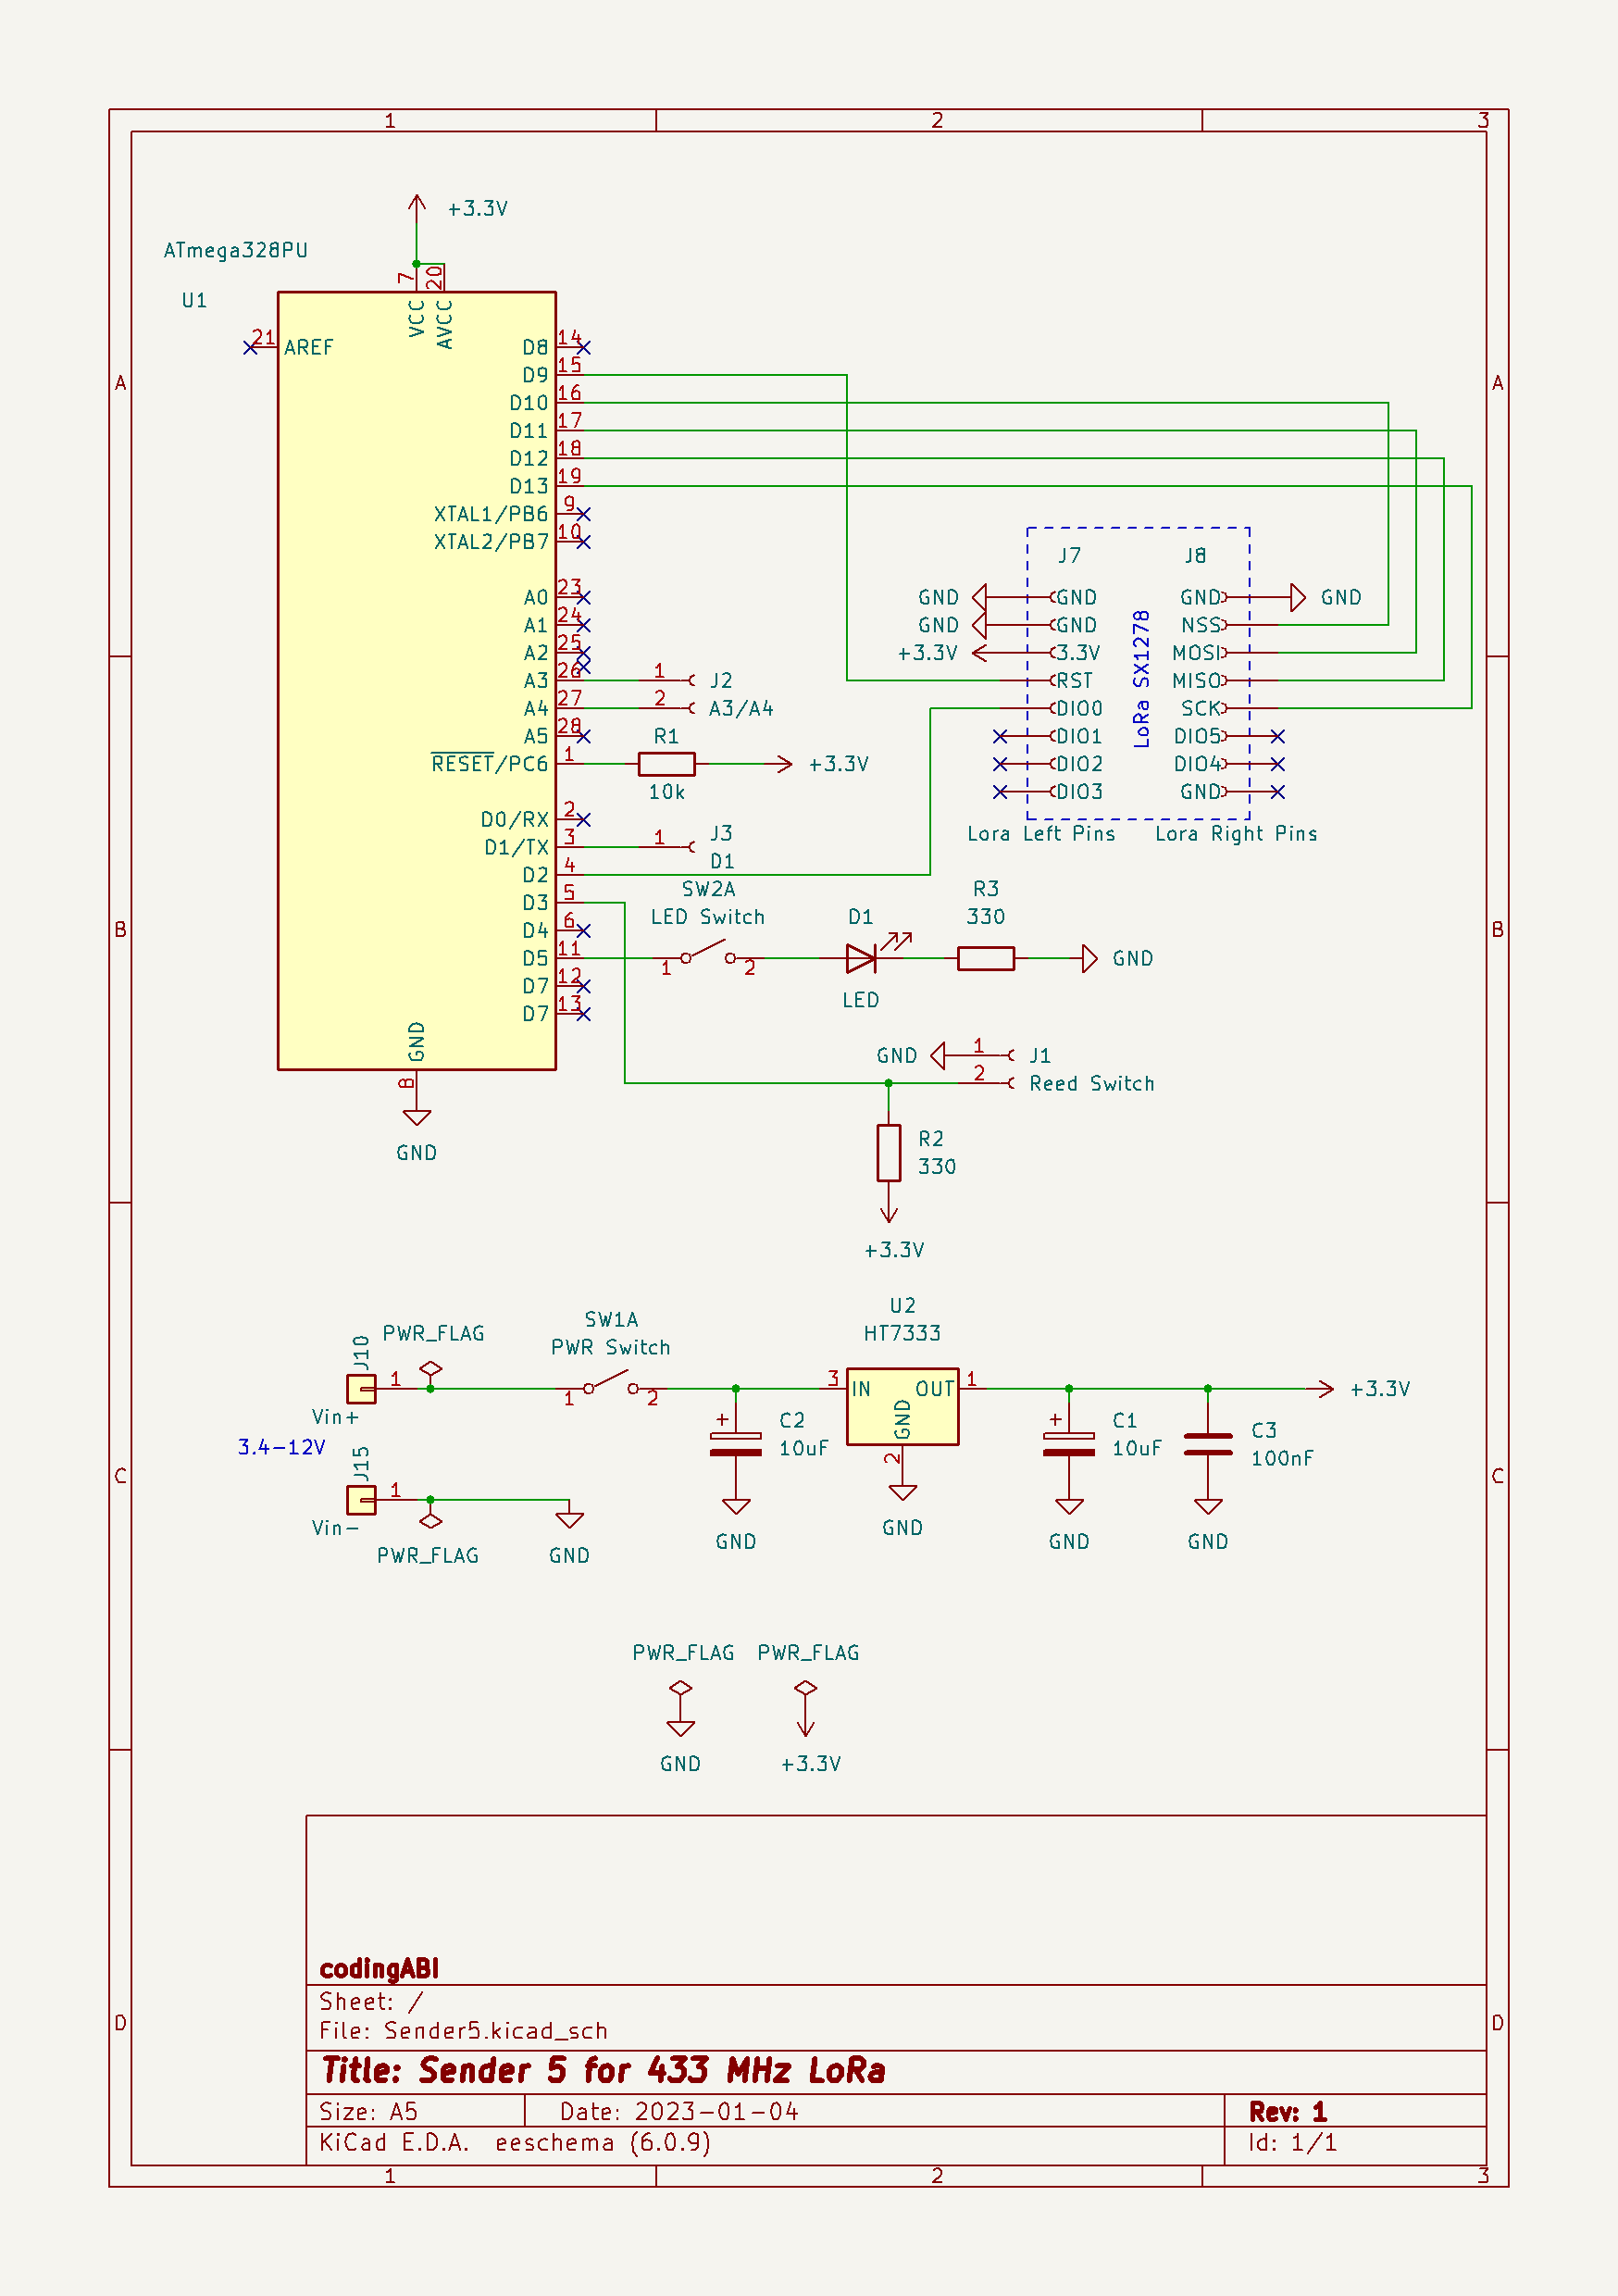 1 2 3
+3.3V
ATmega328PU
U1
7 20
VCC AVCC
21 AREF
D8 14
D9 15
D10 16
D11 17
D12 18
D13 19
XTAL1/PB6 9
XTAL2/PB7 10
A0 23
A1 24
A2 25
A3 26
A4 27
A5 28
RESET/PC6 1
D0/RX 2
D1/TX 3
D2 4
D3 5
D4 6
D5 11
D7 12
D7 13
GND
8
GND
A A
1 J2
2 A3/A4
R1
10k
+3.3V
1 J3
D1
SW2A
LED Switch
1 2
D1
LED
R3
330
GND
J7 J8
GND GND GND GND
GND GND NSS
+3.3V 3.3V MOSI
RST MISO
DIO0 SCK
DIO1 DIO5
DIO2 DIO4
DIO3 GND
LoRa SX1278
Lora Left Pins Lora Right Pins
B B
GND 1 J1
2 Reed Switch
R2
330
+3.3V
J10
PWR_FLAG
1
Vin+
3.4-12V
J15
1
Vin-
PWR_FLAG
GND
SW1A
PWR Switch
1 2
+ C2
10uF
GND
U2
HT7333
3 IN OUT 1
GND
2
GND
+ C1
10uF
GND
C3
100nF
GND
+3.3V
C C
PWR_FLAG PWR_FLAG
GND +3.3V
D D
codingABI
Sheet: /
File: Sender5.kicad_sch
Title: Sender 5 for 433 MHz LoRa
Size: A5 Date: 2023-01-04 Rev: 1
KiCad E.D.A. eeschema (6.0.9) Id: 1/1
1 2 3